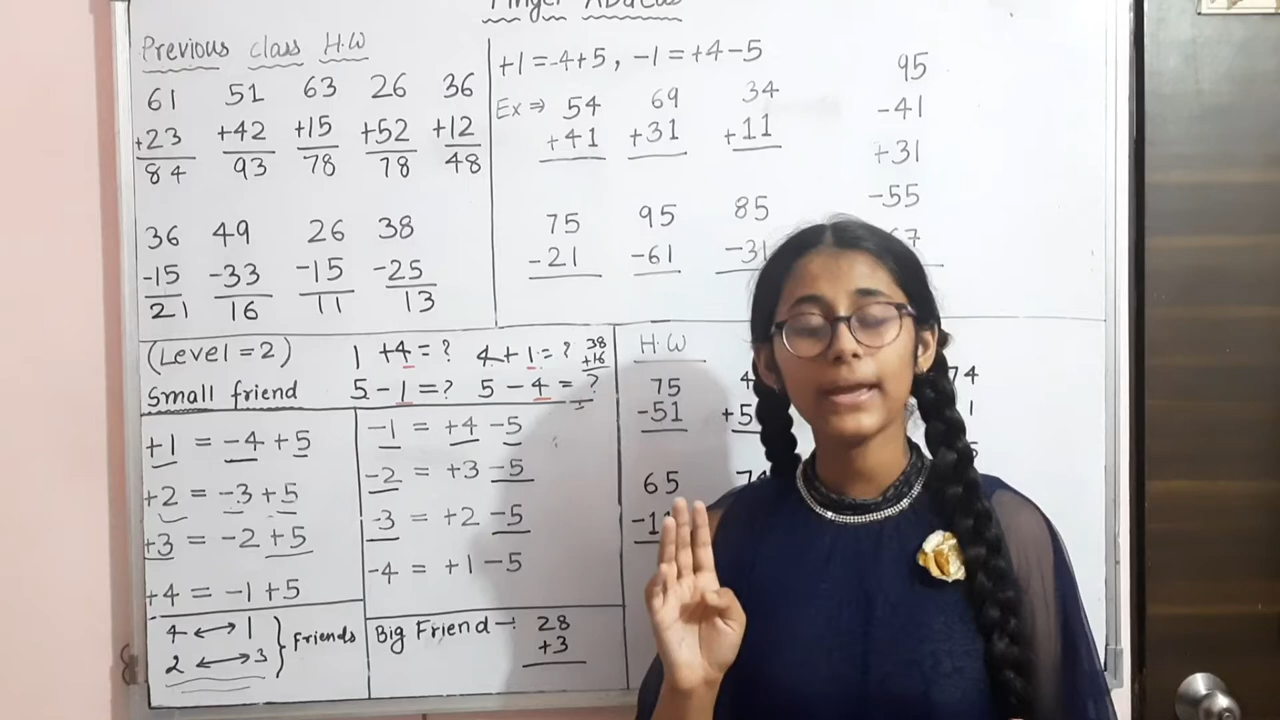 Finger Abacus
Previous class H.W
61 51 63 26 36
+23 +42 +15 +52 +12
84 93 78 78 48
36 49 26 38
-15 -33 -15 -25
21 16 11 13
+1 = -4+5, -1 = +4-5
Ex ⇒ 54 69 34
+41 +31 +11
75 95 85
-21 -61 -31
95
-41
+31
-55
67
(Level = 2) 1 +4 = ? 4+1 = ? 38
+16
Small friend 5 - 1 = ? 5 - 4 = ?
+1 = -4 +5
+2 = -3 +5
+3 = -2 +5
+4 = -1 +5
-1 = +4 -5
-2 = +3 -5
-3 = +2 -5
-4 = +1 -5
4 ↔ 1
2 ↔ 3
Friends
Big Friend → 28
+3
H.W
75 4 74
-51 +5 1
65